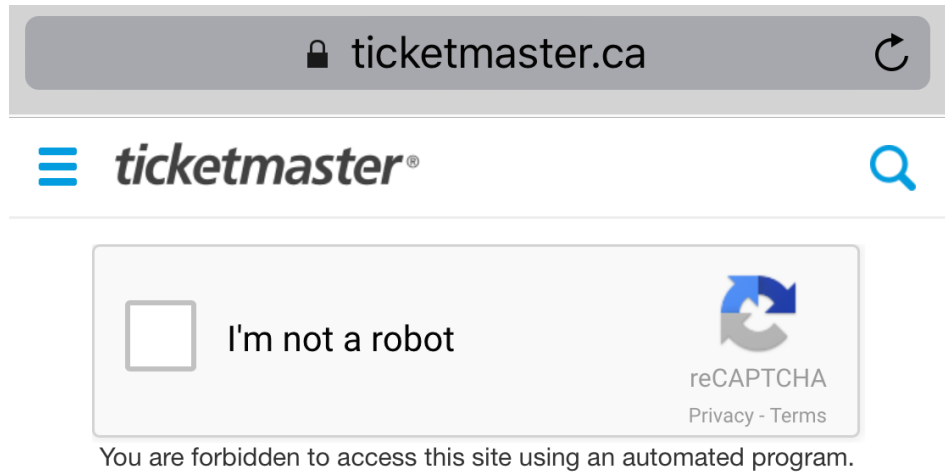 ticketmaster.ca
ticketmaster®
I'm not a robot
reCAPTCHA
Privacy - Terms
You are forbidden to access this site using an automated program.